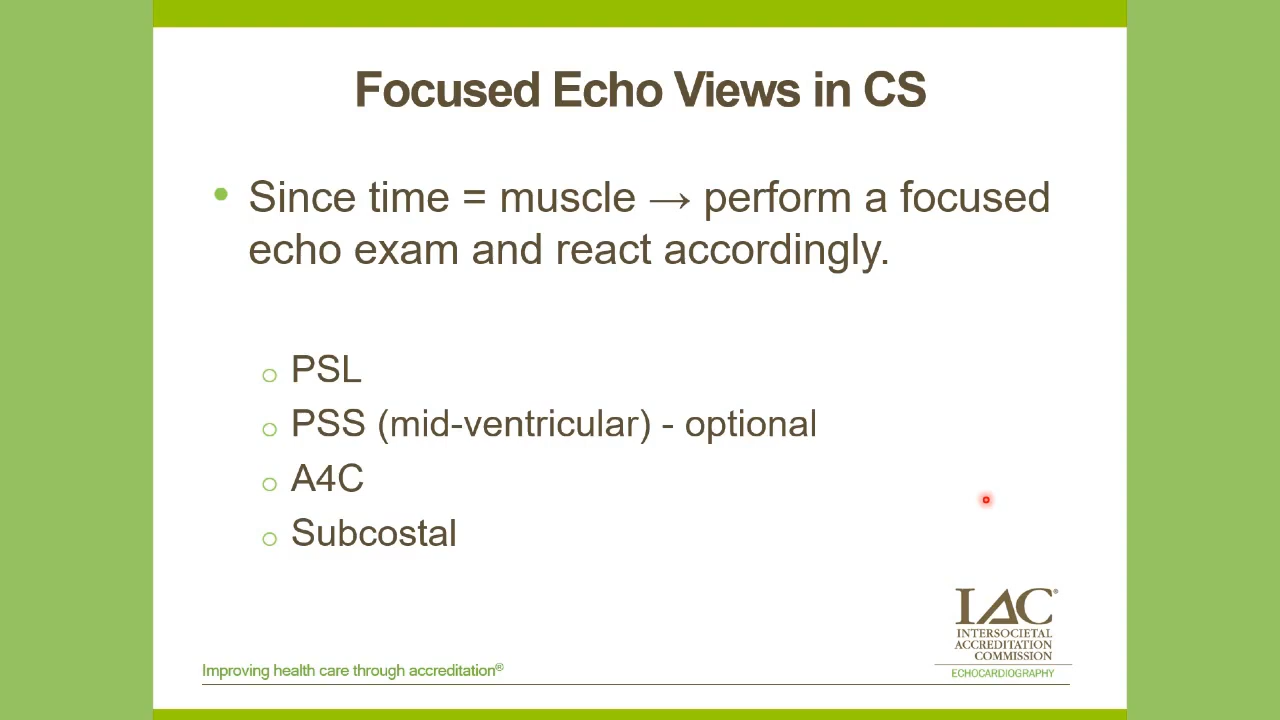 Focused Echo Views in CS
• Since time = muscle → perform a focused
echo exam and react accordingly.
○ PSL
○ PSS (mid-ventricular) - optional
○ A4C
○ Subcostal
IAC®
INTERSOCIETAL
ACCREDITATION
COMMISSION
ECHOCARDIOGRAPHY
Improving health care through accreditation®